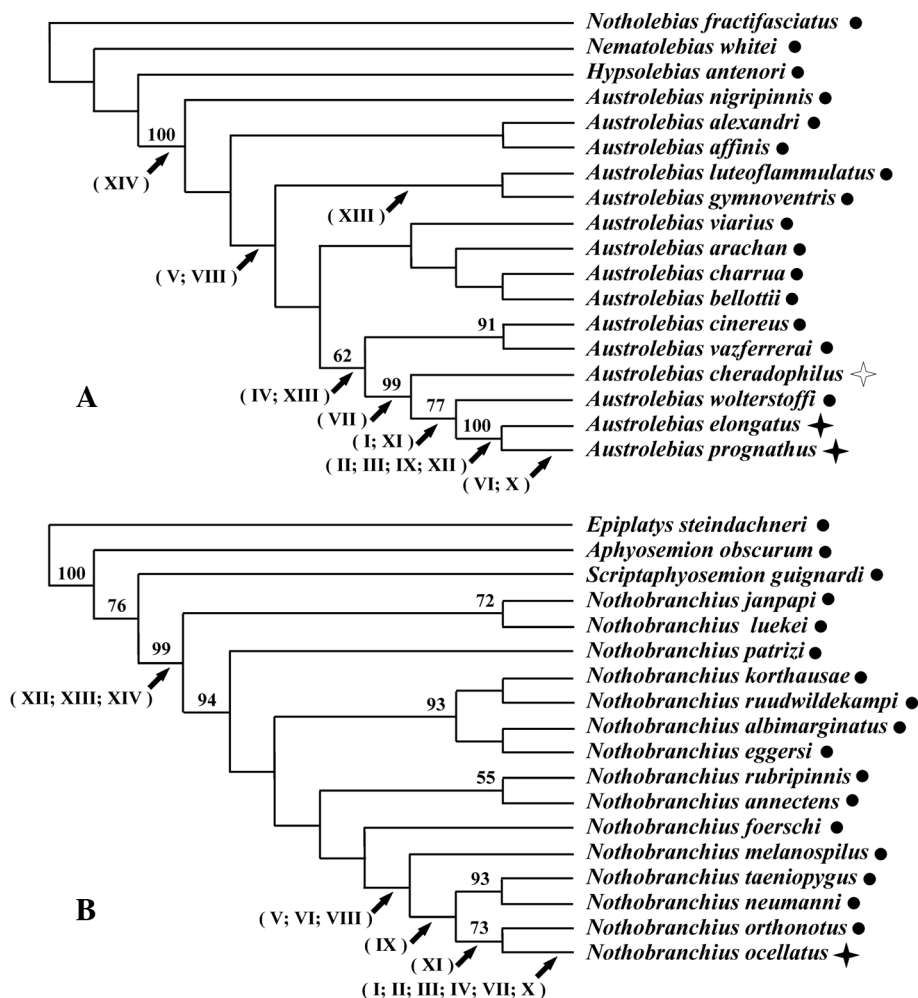 Notholebias fractifasciatus
Nematolebias whitei
Hypsolebias antenori
Austrolebias nigripinnis
100
Austrolebias alexandri
Austrolebias affinis
( XIV )
Austrolebias luteoflammulatus
( XIII )
Austrolebias gymnoventris
Austrolebias viarius
Austrolebias arachan
( V; VIII )
Austrolebias charrua
Austrolebias bellottii
91
Austrolebias cinereus
Austrolebias vazferrerai
62
A
( IV; XIII )
99
Austrolebias cheradophilus
( VII )
77
Austrolebias wolterstoffi
( I; XI )
100
Austrolebias elongatus
( II; III; IX; XII )
Austrolebias prognathus
( VI; X )
Epiplatys steindachneri
100
Aphyosemion obscurum
76
Scriptaphyosemion guignardi
72
Nothobranchius janpapi
Nothobranchius luekei
99
Nothobranchius patrizi
( XII; XIII; XIV )
94
93
Nothobranchius korthausae
Nothobranchius ruudwildekampi
Nothobranchius albimarginatus
Nothobranchius eggersi
55
Nothobranchius rubripinnis
Nothobranchius annectens
Nothobranchius foerschi
Nothobranchius melanospilus
B
93
Nothobranchius taeniopygus
( V; VI; VIII )
Nothobranchius neumanni
( IX )
73
Nothobranchius orthonotus
( XI )
Nothobranchius ocellatus
( I; II; III; IV; VII; X )